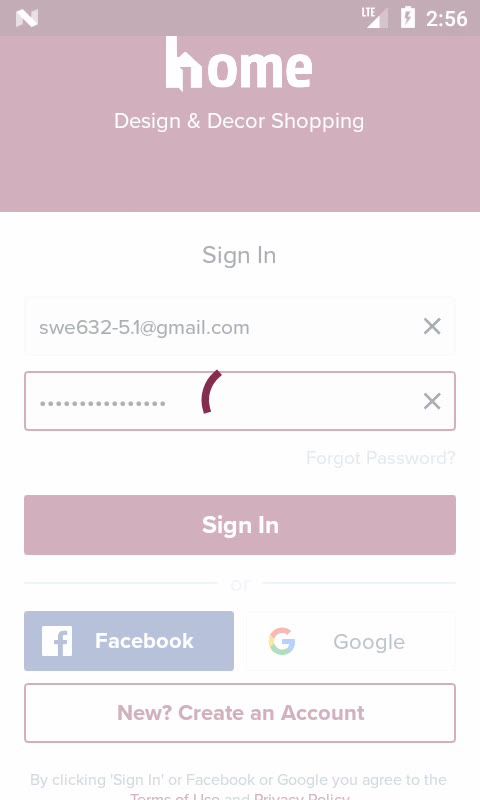 LTE 2:56
home
Design & Decor Shopping
Sign In
swe632-5.1@gmail.com
••••••••••••••••
Forgot Password?
Sign In
or
Facebook Google
New? Create an Account
By clicking 'Sign In' or Facebook or Google you agree to the
Terms of Use and Privacy Policy